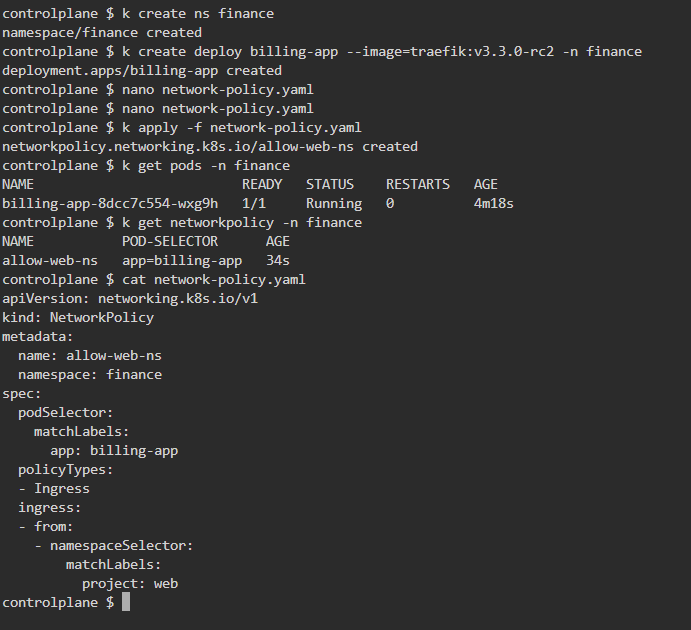 controlplane $ k create ns finance
namespace/finance created
controlplane $ k create deploy billing-app --image=traefik:v3.3.0-rc2 -n finance
deployment.apps/billing-app created
controlplane $ nano network-policy.yaml
controlplane $ nano network-policy.yaml
controlplane $ k apply -f network-policy.yaml
networkpolicy.networking.k8s.io/allow-web-ns created
controlplane $ k get pods -n finance
NAME                          READY   STATUS    RESTARTS   AGE
billing-app-8dcc7c554-wxg9h   1/1     Running   0          4m18s
controlplane $ k get networkpolicy -n finance
NAME           POD-SELECTOR      AGE
allow-web-ns   app=billing-app   34s
controlplane $ cat network-policy.yaml
apiVersion: networking.k8s.io/v1
kind: NetworkPolicy
metadata:
  name: allow-web-ns
  namespace: finance
spec:
  podSelector:
    matchLabels:
      app: billing-app
  policyTypes:
  - Ingress
  ingress:
  - from:
    - namespaceSelector:
        matchLabels:
          project: web
controlplane $